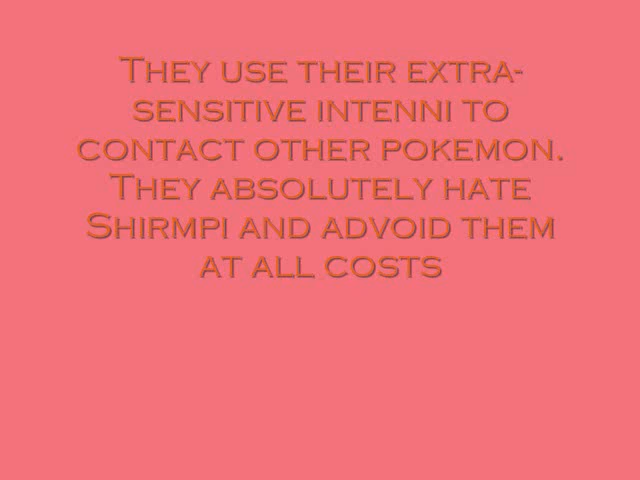 They use their extra-
sensitive intenni to
contact other pokemon.
They absolutely hate
Shirmpi and advoid them
at all costs